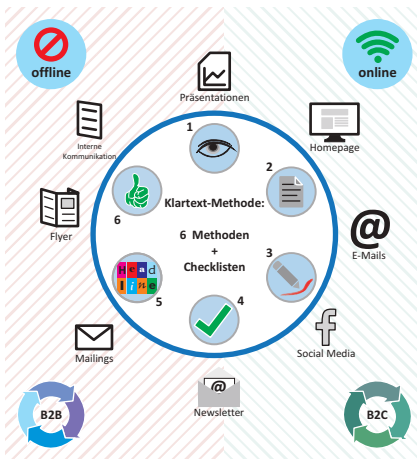 offline
online
Präsentationen
Interne
Kommunikation
Homepage
1
2
6
Klartext-Methode:
6 Methoden
+
Checklisten
Flyer
@
E-Mails
3
Headline
5
4
Mailings
Social Media
f
@
Newsletter
B2B
B2C